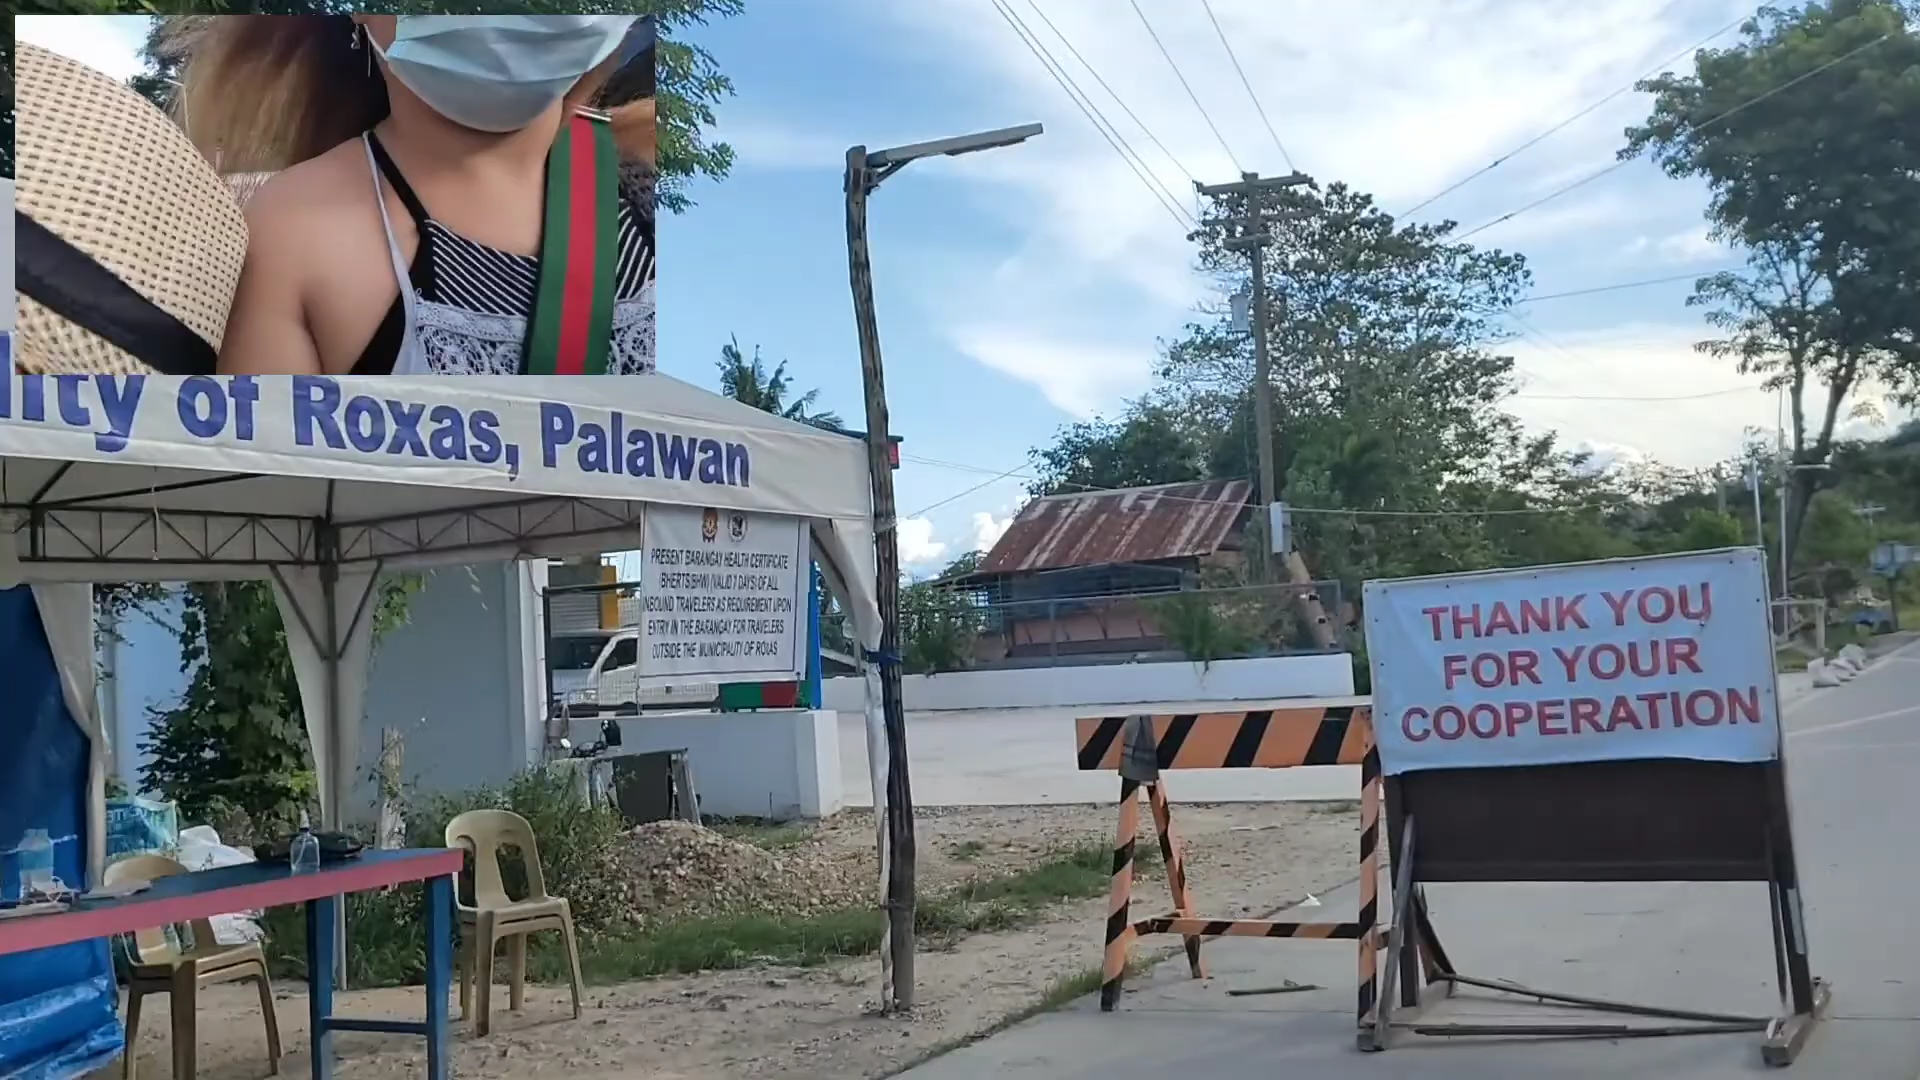 lity of Roxas, Palawan
PRESENT BARANGAY HEALTH CERTIFICATE
(BHERTS/BHW) (VALID 7 DAYS) OF ALL
INBOUND TRAVELERS AS REQUIREMENT UPON
ENTRY IN THE BARANGAY FOR TRAVELERS
OUTSIDE THE MUNICIPALITY OF ROXAS
THANK YOU
FOR YOUR
COOPERATION